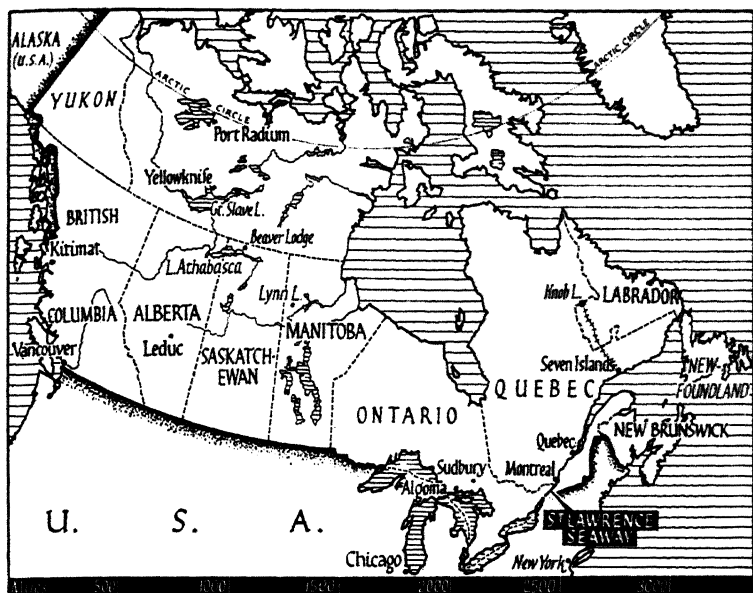 ALASKA
(U.S.A.)
YUKON
ARCTIC CIRCLE
ARCTIC CIRCLE
Port Radium
Yellowknife
Gt. Slave L.
Beaver Lodge
BRITISH
Kitimat
L. Athabasca
Lynn L.
Knob L.
LABRADOR
COLUMBIA
ALBERTA
MANITOBA
Vancouver
Leduc
SASKATCH-
EWAN
Seven Islands
NEW-
FOUNDLAND
QUEBEC
ONTARIO
Quebec
NEW BRUNSWICK
Sudbury
Montreal
Algoma
U. S. A.
ST LAWRENCE
SEAWAY
Chicago
New York
Miles 500 1000 1500 2000 2500 3000